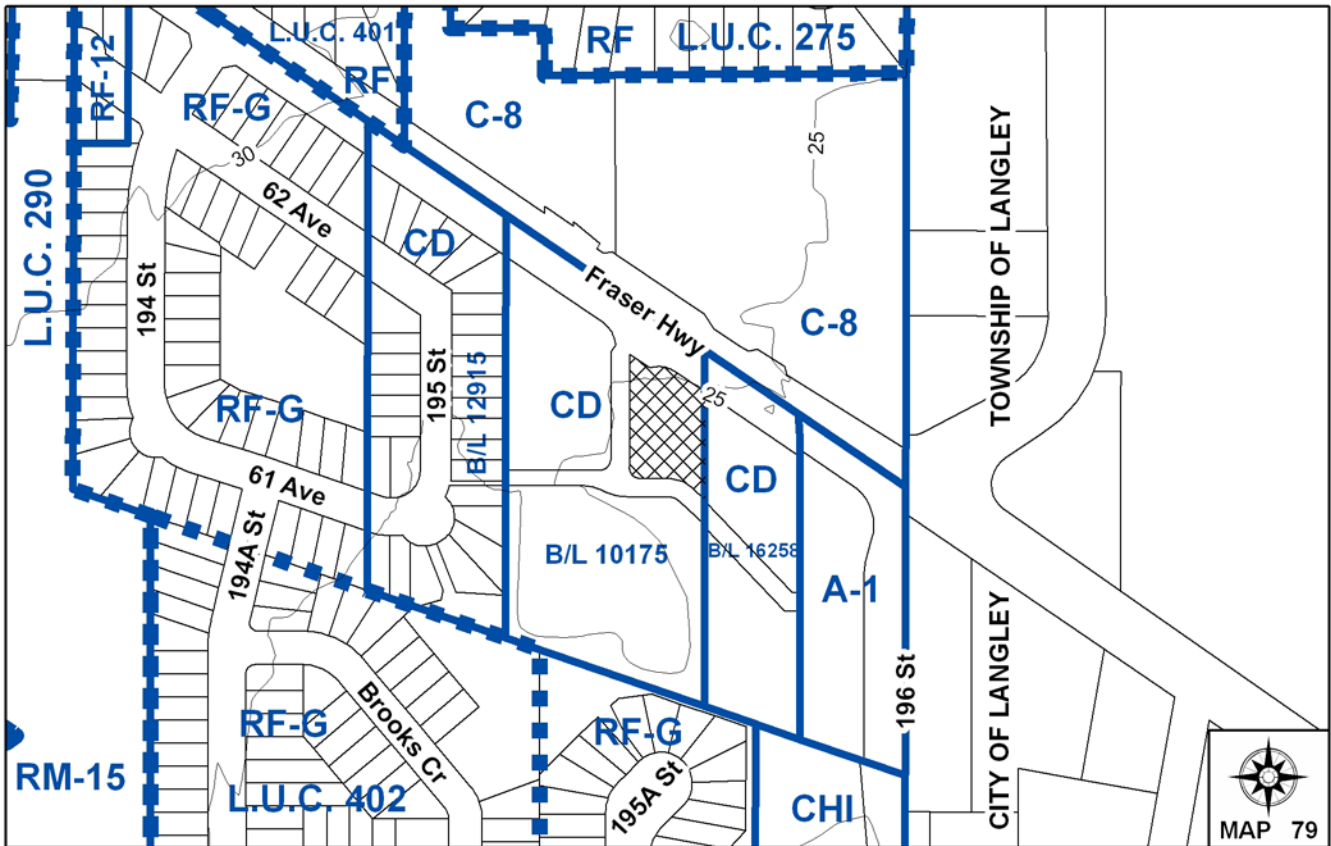 L.U.C. 401
RF
L.U.C. 275
RF-12
RF
RF-G
C-8
25
30
L.U.C. 290
62 Ave
CD
TOWNSHIP OF LANGLEY
194 St
Fraser Hwy
C-8
195 St
B/L 12915
RF-G
CD
25
CD
61 Ave
194A St
B/L 10175
B/L 16258
A-1
196 St
CITY OF LANGLEY
Brooks Cr
RF-G
RF-G
RM-15
L.U.C. 402
195A St
CHI
MAP 79